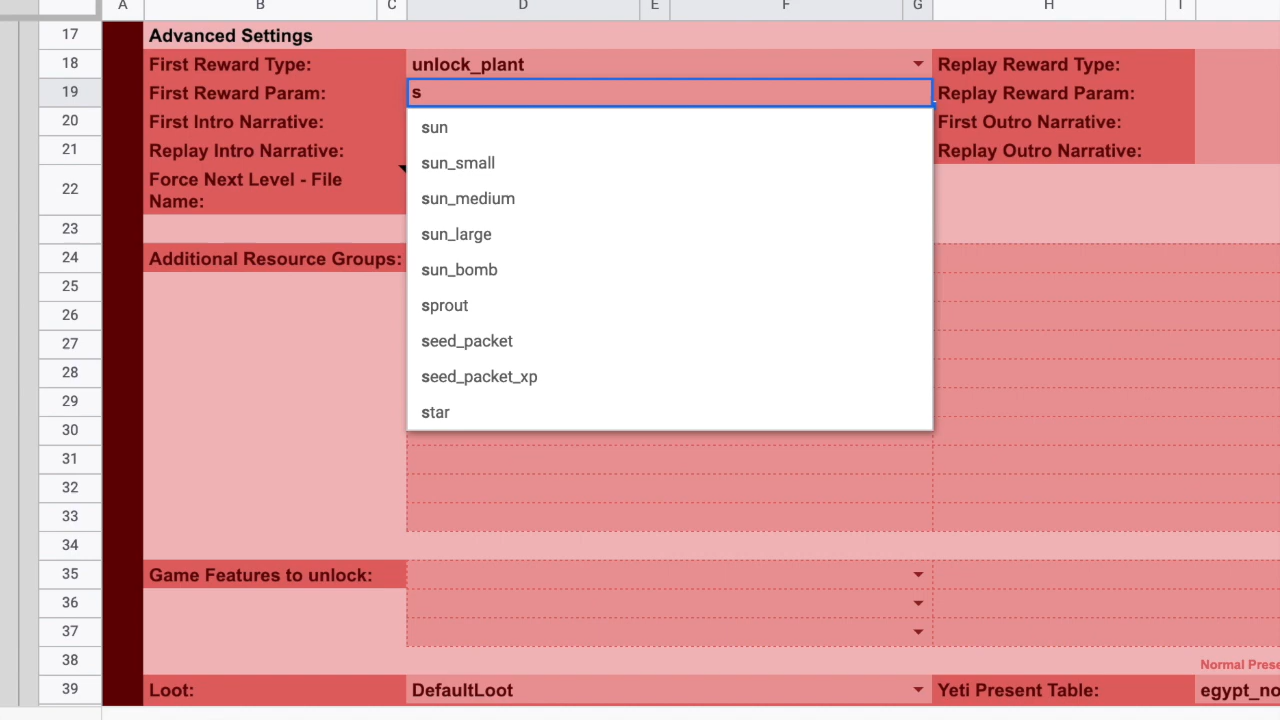 A B C D E F G H I
17 Advanced Settings
18 First Reward Type: unlock_plant Replay Reward Type:
19 First Reward Param: s Replay Reward Param:
20 First Intro Narrative: First Outro Narrative:
21 Replay Intro Narrative: Replay Outro Narrative:
22 Force Next Level - File
Name:
sun
sun_small
sun_medium
sun_large
sun_bomb
sprout
seed_packet
seed_packet_xp
star
23
24 Additional Resource Groups:
25
26
27
28
29
30
31
32
33
34
35 Game Features to unlock:
36
37
38 Normal Prese
39 Loot: DefaultLoot Yeti Present Table: egypt_no